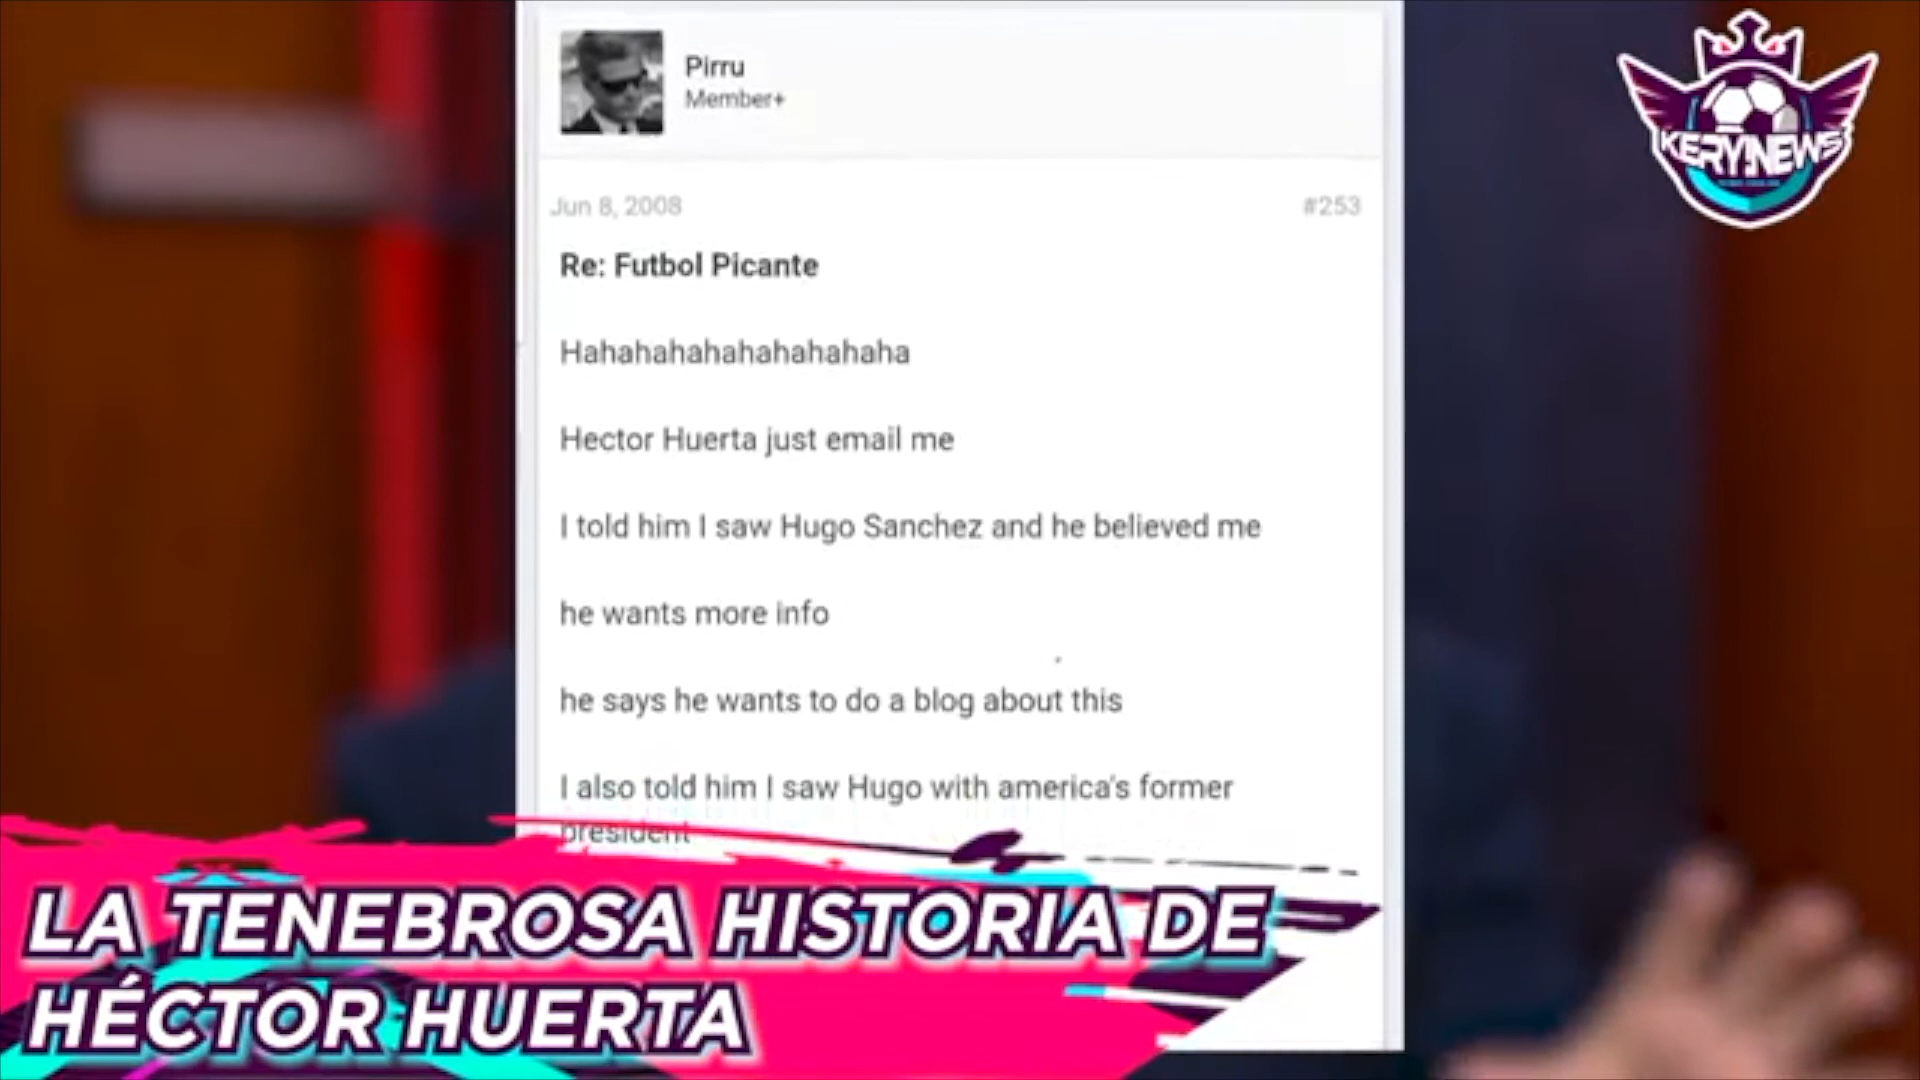 Pirru
Member+
KERY NEWS
Jun 8, 2008
#253
Re: Futbol Picante
Hahahahahahahahahaha
Hector Huerta just email me
I told him I saw Hugo Sanchez and he believed me
he wants more info
he says he wants to do a blog about this
I also told him I saw Hugo with america's former
president
LA TENEBROSA HISTORIA DE
HÉCTOR HUERTA